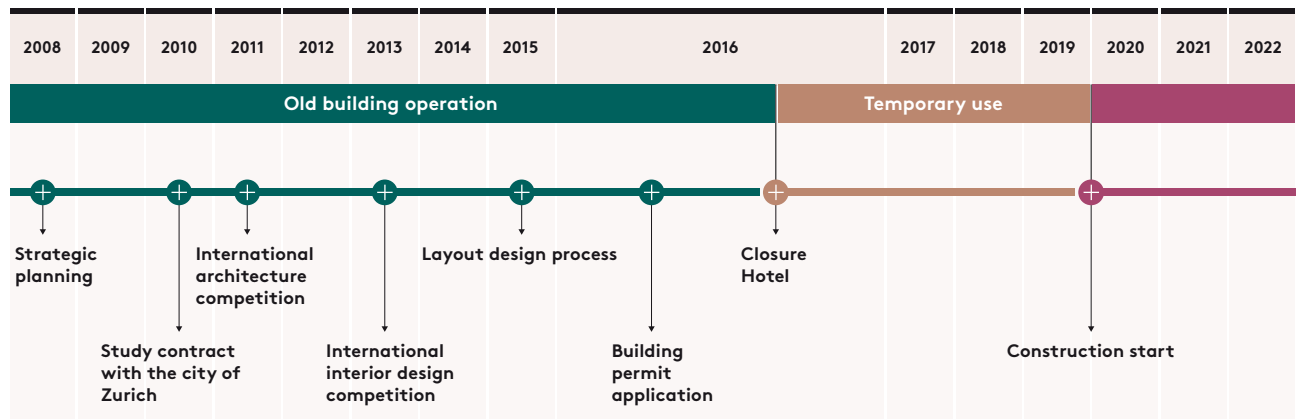 2008 2009 2010 2011 2012 2013 2014 2015 2016 2017 2018 2019 2020 2021 2022
Old building operation
Temporary use
Strategic
planning
International
architecture
competition
Layout design process
Closure
Hotel
Study contract
with the city of
Zurich
International
interior design
competition
Building
permit
application
Construction start